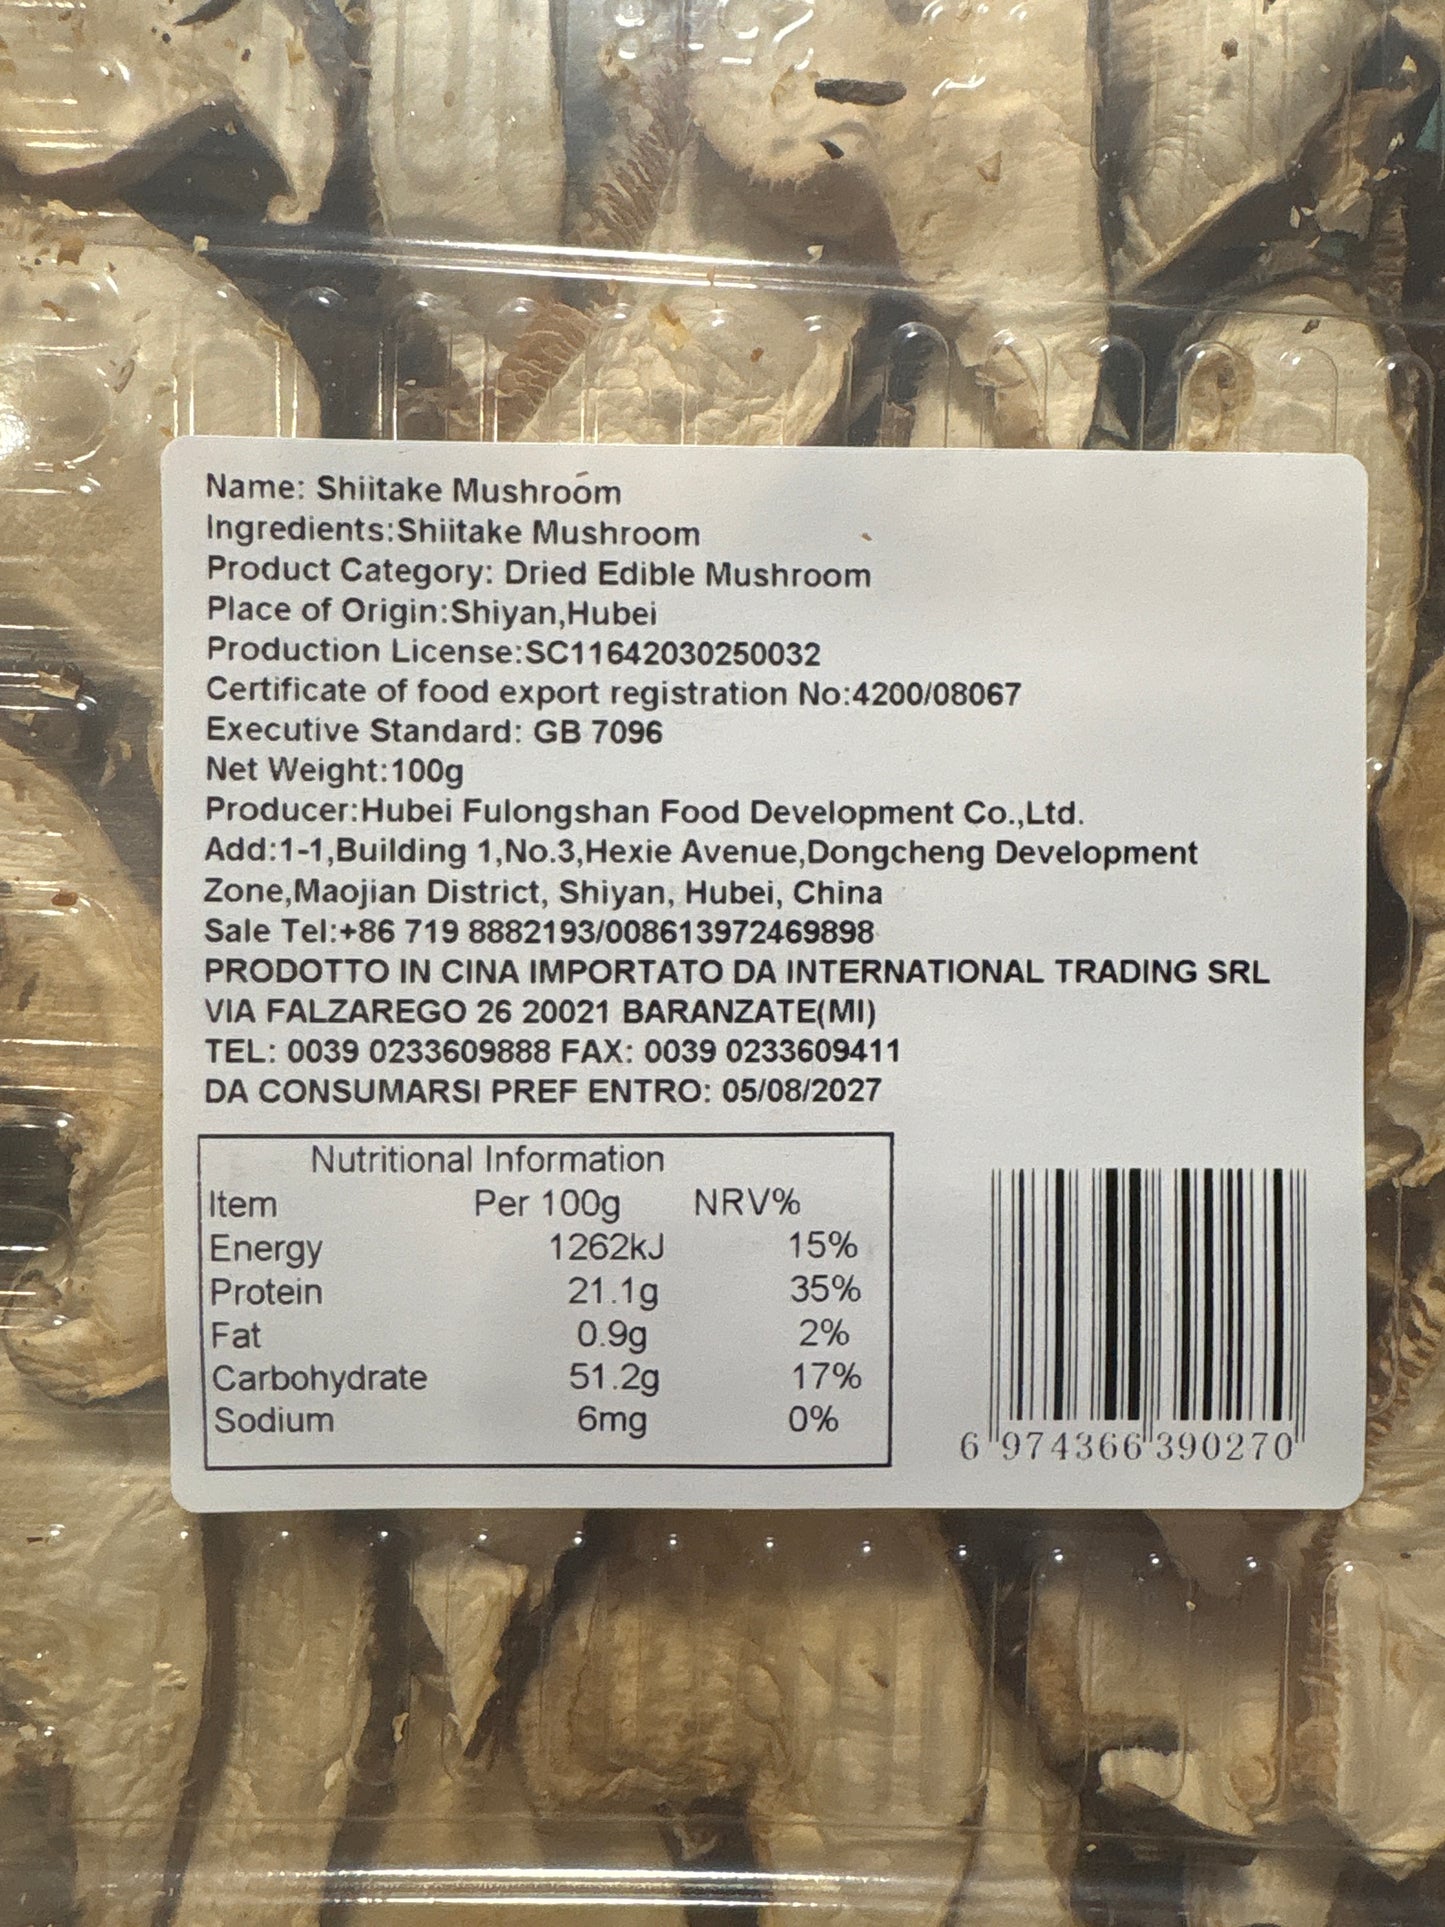 Name: Shiitake Mushroom
Ingredients:Shiitake Mushroom
Product Category: Dried Edible Mushroom
Place of Origin:Shiyan,Hubei
Production License:SC11642030250032
Certificate of food export registration No:4200/08067
Executive Standard: GB 7096
Net Weight:100g
Producer:Hubei Fulongshan Food Development Co.,Ltd.
Add:1-1,Building 1,No.3,Hexie Avenue,Dongcheng Development
Zone,Maojian District, Shiyan, Hubei, China
Sale Tel:+86 719 8882193/008613972469898
PRODOTTO IN CINA IMPORTATO DA INTERNATIONAL TRADING SRL
VIA FALZAREGO 26 20021 BARANZATE(MI)
TEL: 0039 0233609888 FAX: 0039 0233609411
DA CONSUMARSI PREF ENTRO: 05/08/2027
Nutritional Information
Item Per 100g NRV%
Energy 1262kJ 15%
Protein 21.1g 35%
Fat 0.9g 2%
Carbohydrate 51.2g 17%
Sodium 6mg 0%
6 974366 390270